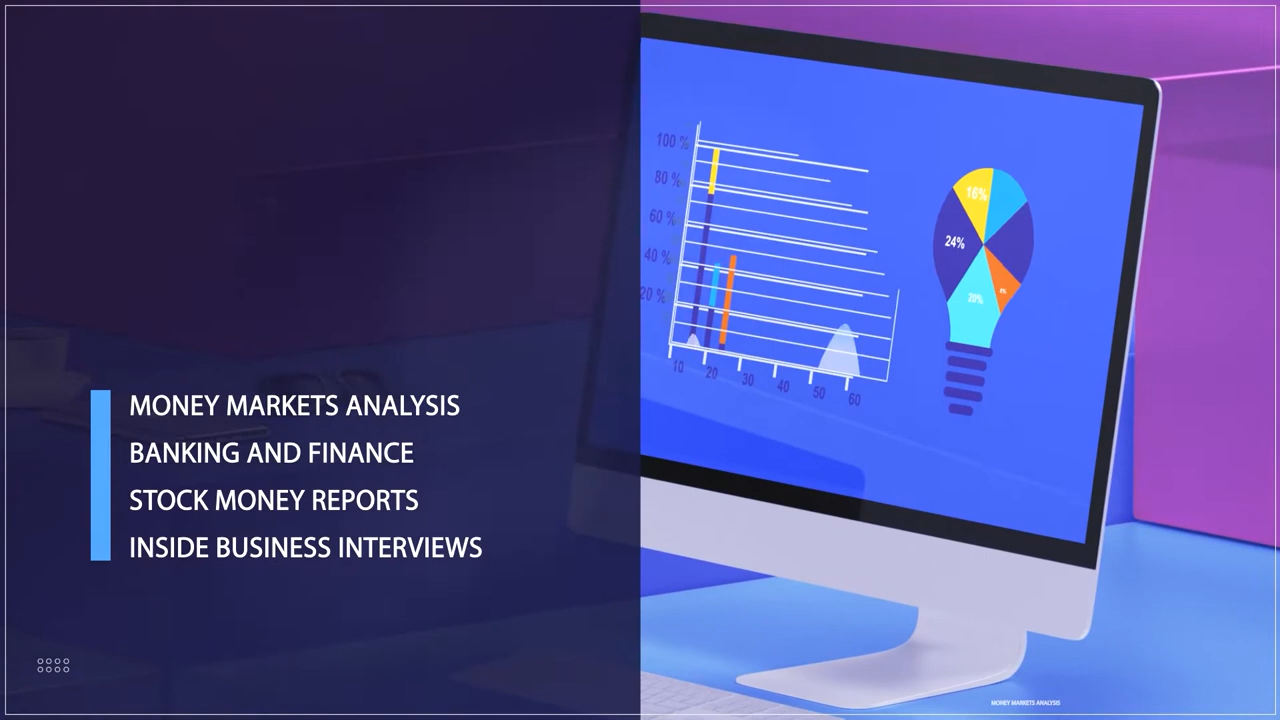 MONEY MARKETS ANALYSIS
BANKING AND FINANCE
STOCK MONEY REPORTS
INSIDE BUSINESS INTERVIEWS
100 %
80 %
60 %
40 %
20 %
10 20 30 40 50 60
16%
24%
20%
MONEY MARKETS ANALYSIS